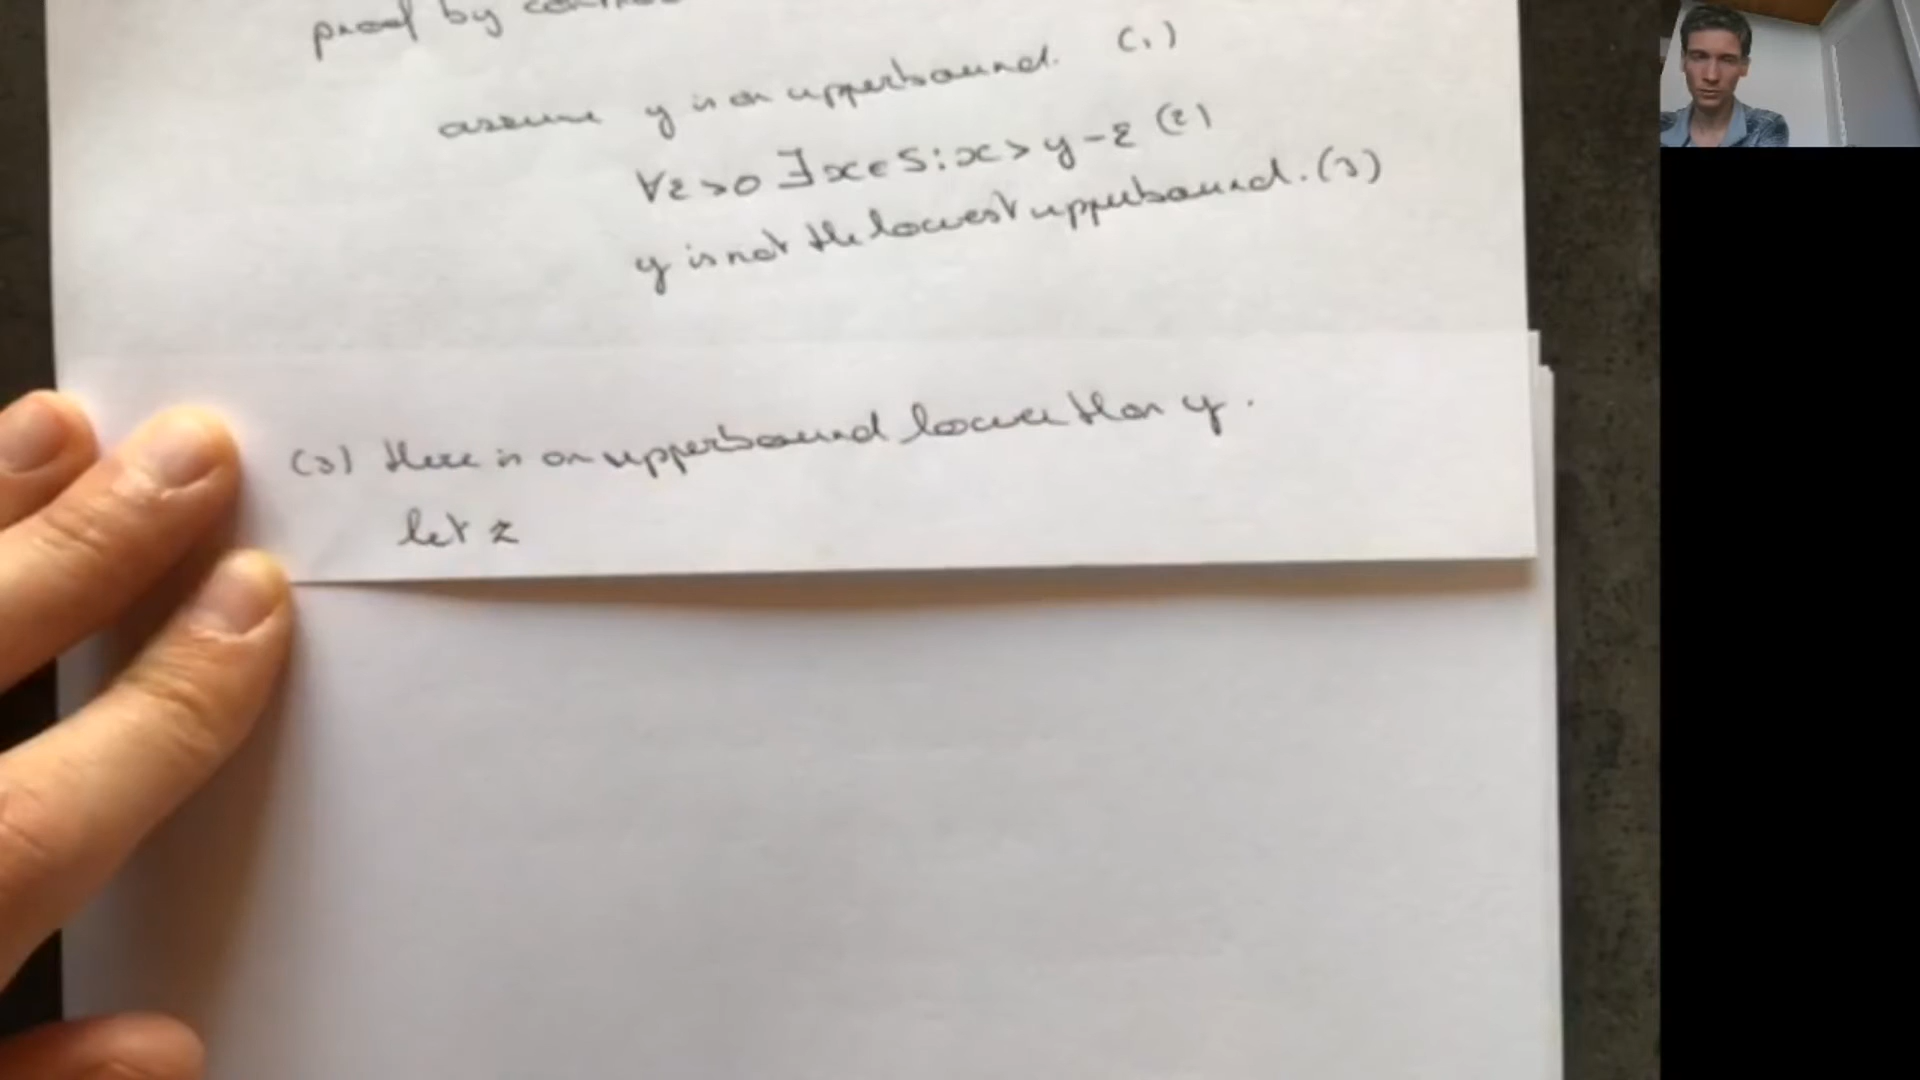 proof by
assume y is an upperbound. (1)
∀ε>0 ∃x∈S: x>y-ε (2)
y is not the lowest upperbound. (3)
(3) there is an upperbound lower than y.
let z